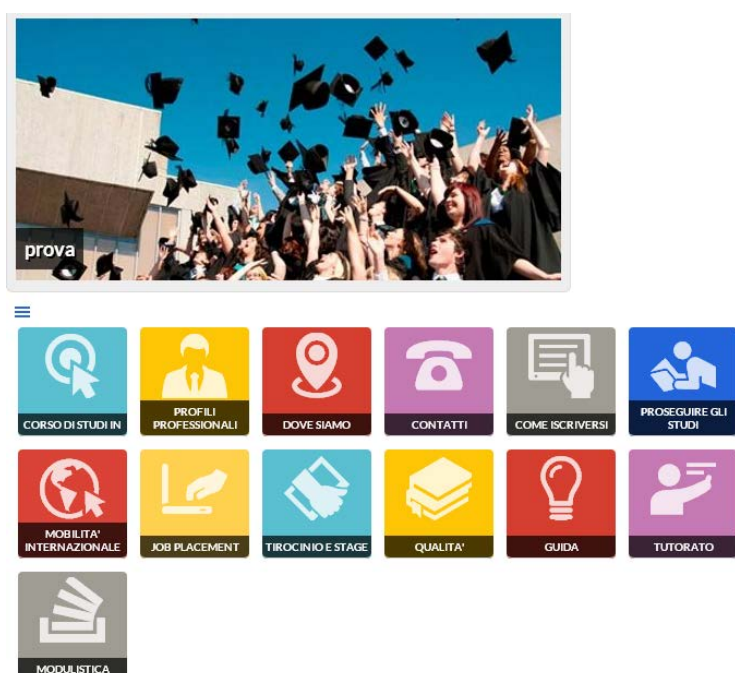 prova
CORSO DI STUDI IN
PROFILI
PROFESSIONALI
DOVE SIAMO
CONTATTI
COME ISCRIVERSI
PROSEGUIRE GLI
STUDI
MOBILITA'
INTERNAZIONALE
JOB PLACEMENT
TIROCINIO E STAGE
QUALITA'
GUIDA
TUTORATO
MODULISTICA